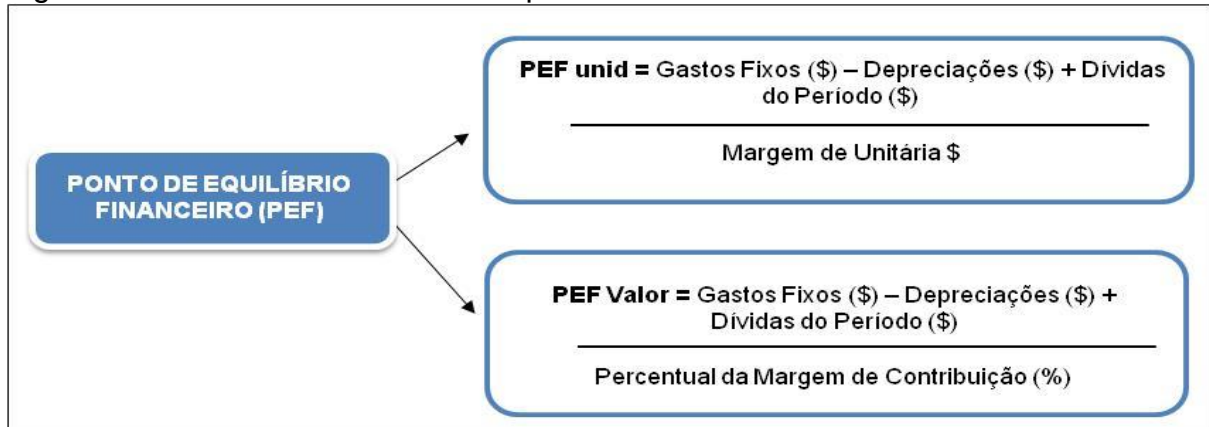 PONTO DE EQUILÍBRIO
FINANCEIRO (PEF)
PEF unid = Gastos Fixos ($) – Depreciações ($) + Dívidas
do Período ($)
Margem de Unitária $
PEF Valor = Gastos Fixos ($) – Depreciações ($) +
Dívidas do Período ($)
Percentual da Margem de Contribuição (%)